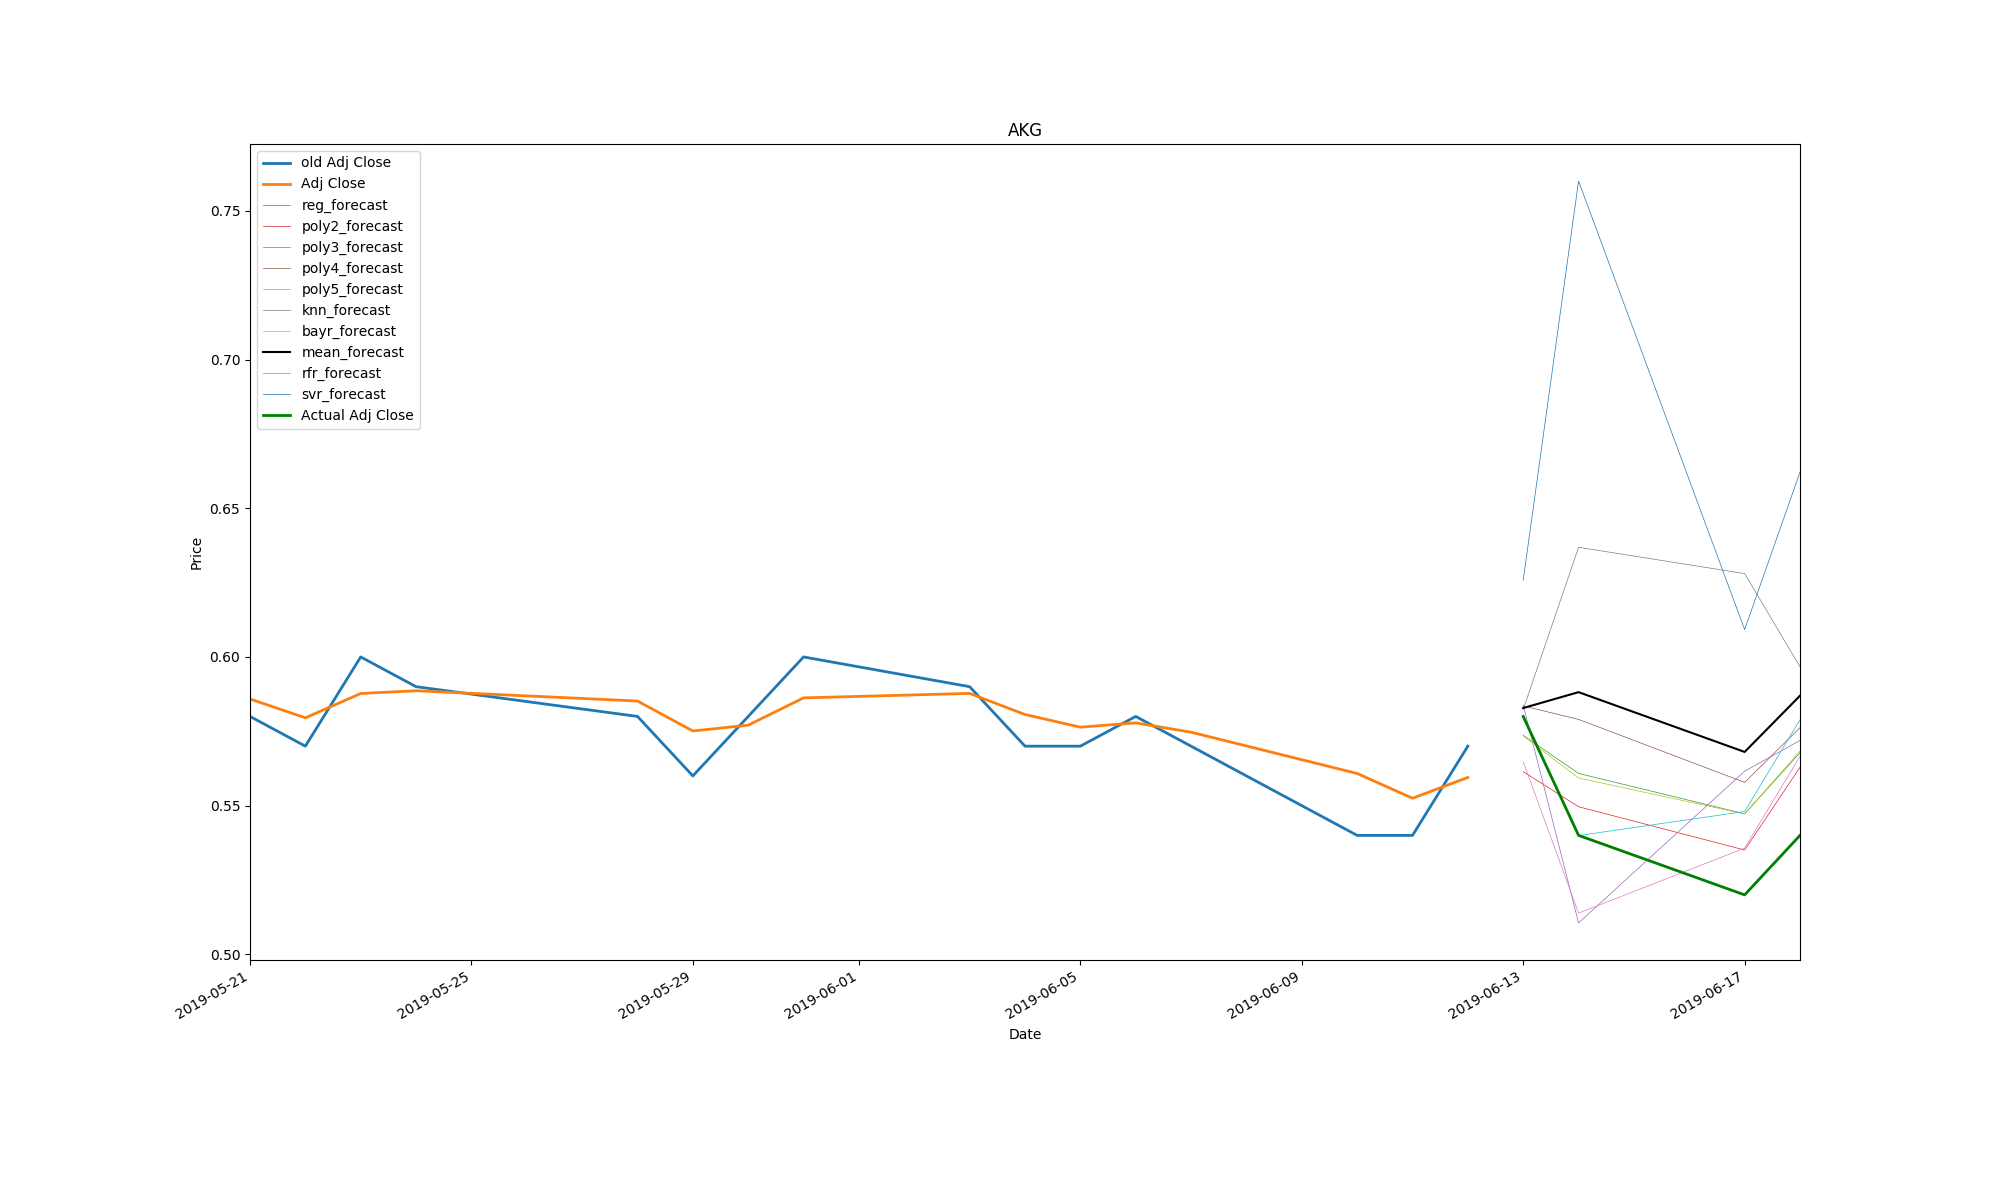 AKG
old Adj Close
Adj Close
reg_forecast
poly2_forecast
poly3_forecast
poly4_forecast
poly5_forecast
knn_forecast
bayr_forecast
mean_forecast
rfr_forecast
svr_forecast
Actual Adj Close
0.75
0.70
0.65
0.60
0.55
0.50
Price
2019-05-21
2019-05-25
2019-05-29
2019-06-01
2019-06-05
2019-06-09
2019-06-13
2019-06-17
Date